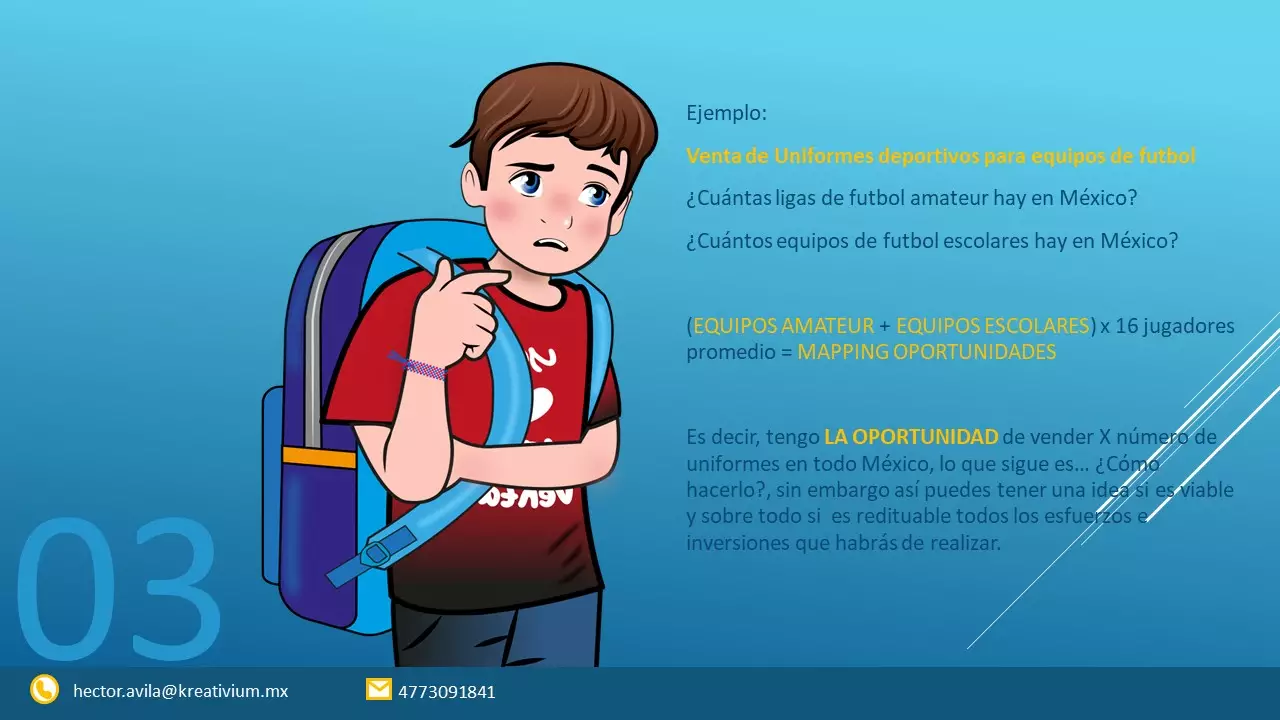 Ejemplo:
Venta de Uniformes deportivos para equipos de futbol
¿Cuántas ligas de futbol amateur hay en México?
¿Cuántos equipos de futbol escolares hay en México?
(EQUIPOS AMATEUR + EQUIPOS ESCOLARES) x 16 jugadores
promedio = MAPPING OPORTUNIDADES
Es decir, tengo LA OPORTUNIDAD de vender X número de
uniformes en todo México, lo que sigue es... ¿Cómo
hacerlo?, sin embargo así puedes tener una idea si es viable
y sobre todo si es redituable todos los esfuerzos e
inversiones que habrás de realizar.
03
hector.avila@kreativium.mx
4773091841